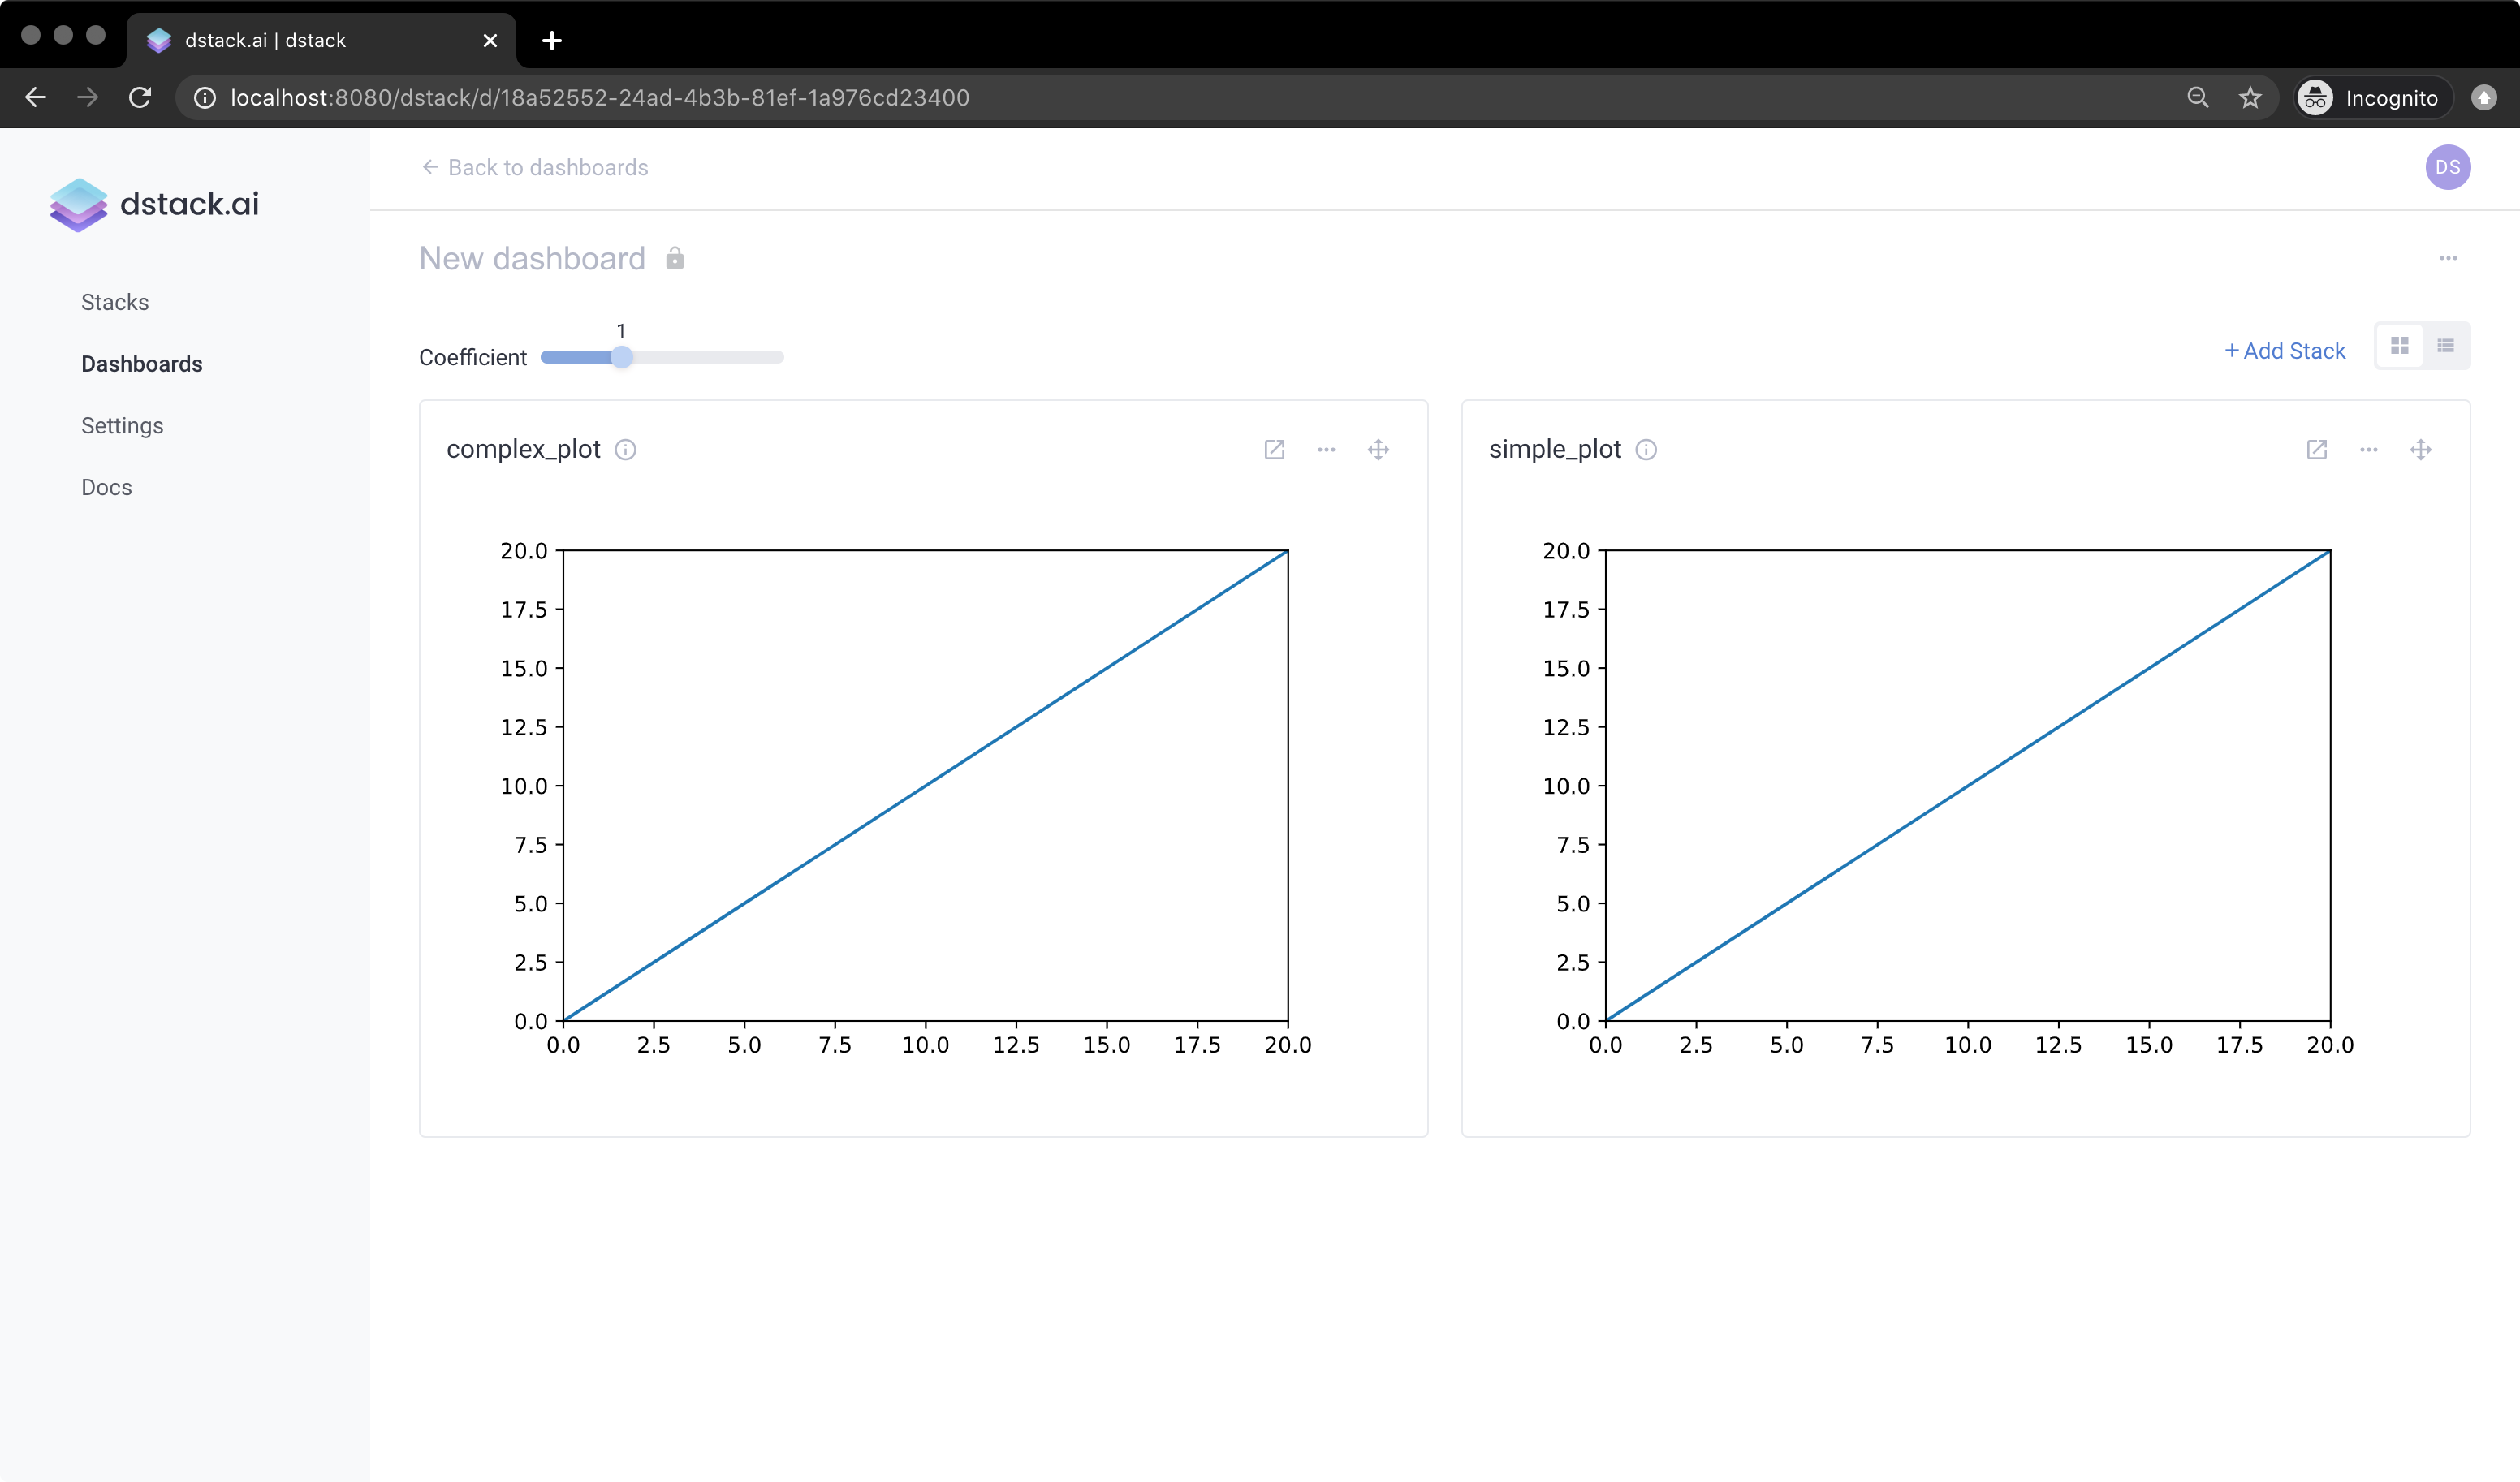 dstack.ai | dstack
localhost:8080/dstack/d/18a52552-24ad-4b3b-81ef-1a976cd23400
Incognito
dstack.ai
Stacks
Dashboards
Settings
Docs
Back to dashboards
DS
New dashboard
Coefficient
1
+ Add Stack
complex_plot
20.0
17.5
15.0
12.5
10.0
7.5
5.0
2.5
0.0
0.0 2.5 5.0 7.5 10.0 12.5 15.0 17.5 20.0
simple_plot
20.0
17.5
15.0
12.5
10.0
7.5
5.0
2.5
0.0
0.0 2.5 5.0 7.5 10.0 12.5 15.0 17.5 20.0